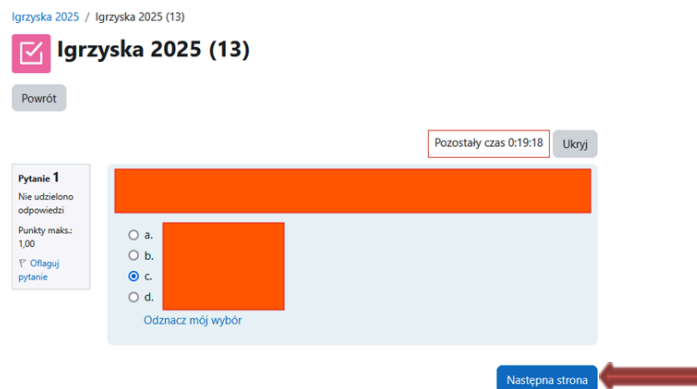 Igrzyska 2025 / Igrzyska 2025 (13)
Igrzyska 2025 (13)
Powrót
Pozostały czas 0:19:18 Ukryj
Pytanie 1
Nie udzielono
odpowiedzi
Punkty maks.:
1,00
Oflaguj
pytanie
a.
b.
c.
d.
Odznacz mój wybór
Następna strona